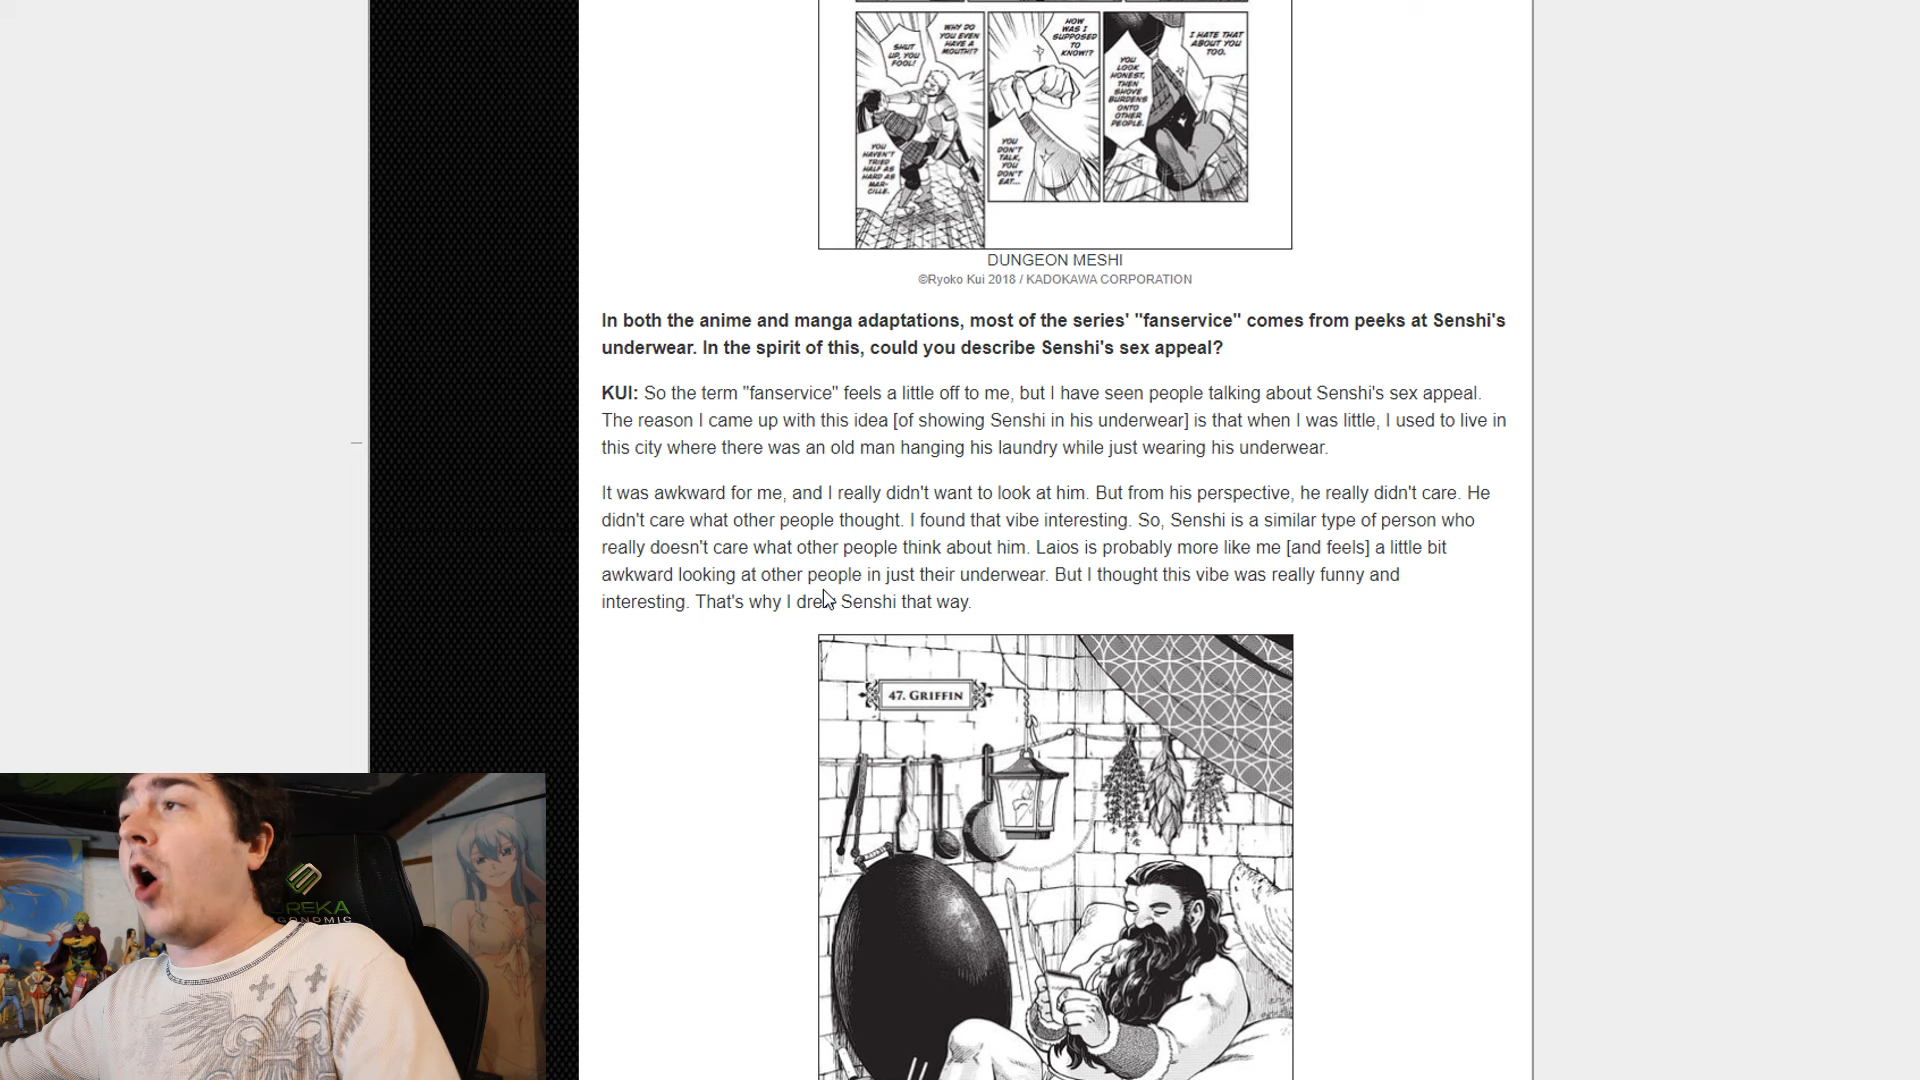 WHY DO
YOU EVEN
HAVE A
MOUTH!?
SHUT
UP, YOU
FOOL!
YOU
HAVEN'T
TRIED
HALF AS
HARD AS
MAR-
CILLE.
HOW
WAS I
SUPPOSED
TO
KNOW!?
YOU
DON'T
TALK,
YOU
DON'T
EAT...
I HATE THAT
ABOUT YOU
TOO.
YOU
LOOK
HONEST,
THEN
SHOVE
BURDENS
ONTO
OTHER
PEOPLE.
DUNGEON MESHI
©Ryoko Kui 2018 / KADOKAWA CORPORATION
In both the anime and manga adaptations, most of the series' "fanservice" comes from peeks at Senshi's
underwear. In the spirit of this, could you describe Senshi's sex appeal?
KUI: So the term "fanservice" feels a little off to me, but I have seen people talking about Senshi's sex appeal.
The reason I came up with this idea [of showing Senshi in his underwear] is that when I was little, I used to live in
this city where there was an old man hanging his laundry while just wearing his underwear.
It was awkward for me, and I really didn't want to look at him. But from his perspective, he really didn't care. He
didn't care what other people thought. I found that vibe interesting. So, Senshi is a similar type of person who
really doesn't care what other people think about him. Laios is probably more like me [and feels] a little bit
awkward looking at other people in just their underwear. But I thought this vibe was really funny and
interesting. That's why I drew Senshi that way.
47. GRIFFIN
EUREKA
ERGONOMIC